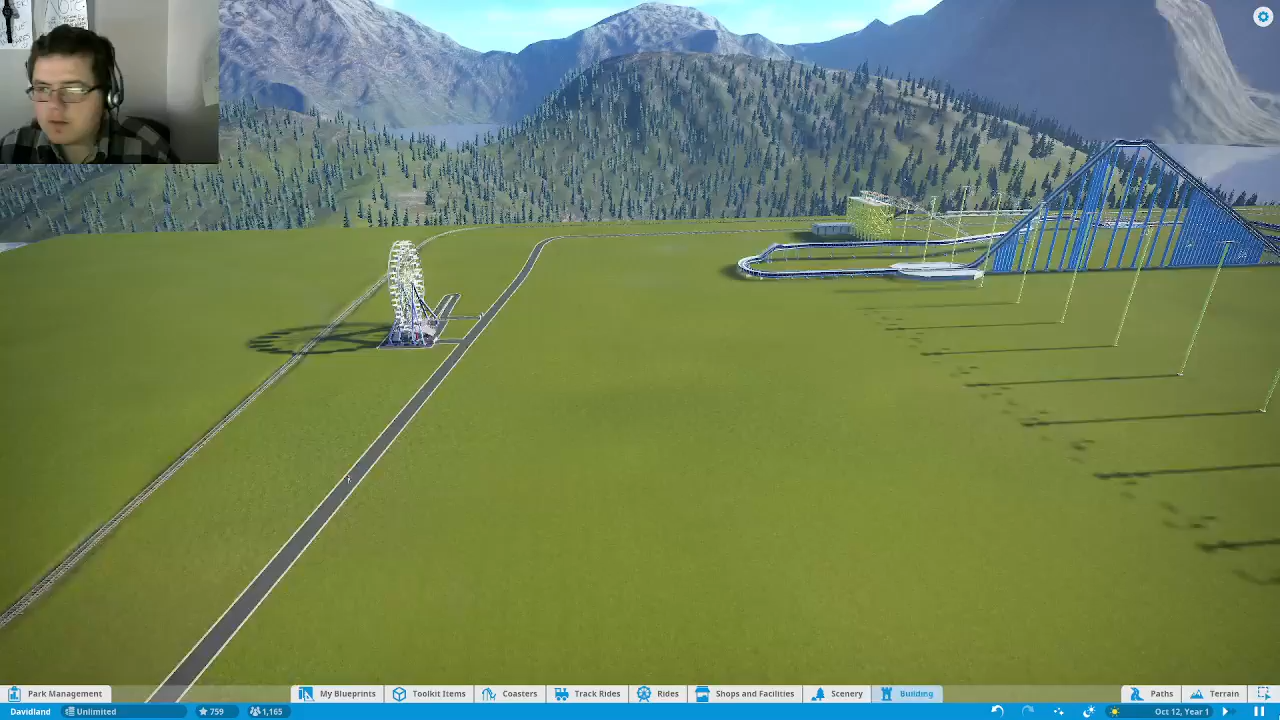 Park Management
My Blueprints
Toolkit Items
Coasters
Track Rides
Rides
Shops and Facilities
Scenery
Building
Paths
Terrain
Davidland
Unlimited
759
1,165
Oct 12, Year 1